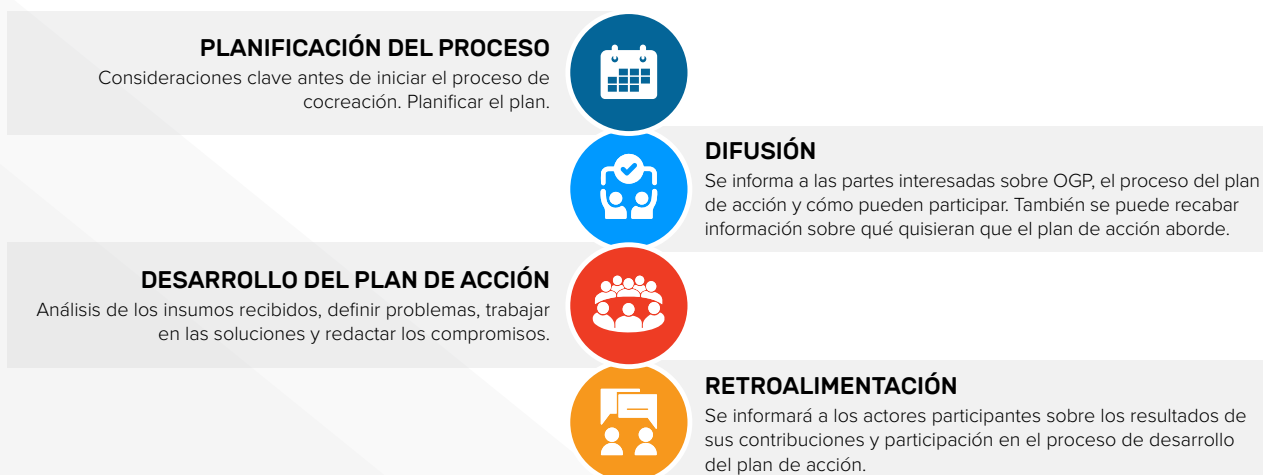 PLANIFICACIÓN DEL PROCESO
Consideraciones clave antes de iniciar el proceso de
cocreación. Planificar el plan.
DIFUSIÓN
Se informa a las partes interesadas sobre OGP, el proceso del plan
de acción y cómo pueden participar. También se puede recabar
información sobre qué quisieran que el plan de acción aborde.
DESARROLLO DEL PLAN DE ACCIÓN
Análisis de los insumos recibidos, definir problemas, trabajar
en las soluciones y redactar los compromisos.
RETROALIMENTACIÓN
Se informará a los actores participantes sobre los resultados de
sus contribuciones y participación en el proceso de desarrollo
del plan de acción.